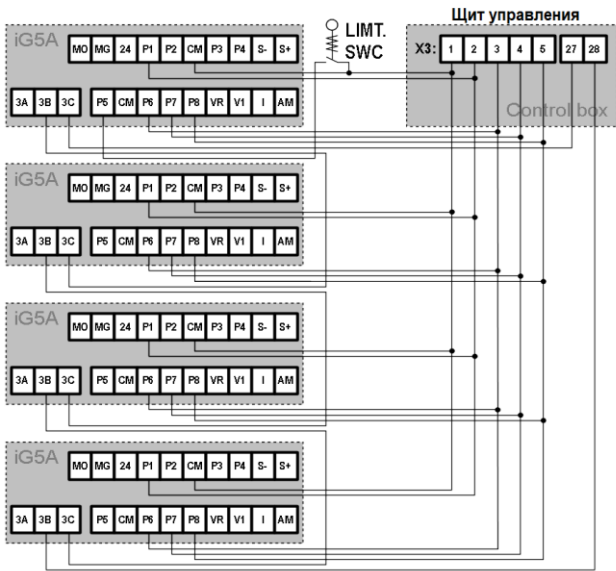 Щит управления
iG5A
LIMT.
SWC
X3: 1 2 3 4 5 27 28
MO MG 24 P1 P2 CM P3 P4 S- S+
3A 3B 3C P5 CM P6 P7 P8 VR V1 I AM
Control box
iG5A
MO MG 24 P1 P2 CM P3 P4 S- S+
3A 3B 3C P5 CM P6 P7 P8 VR V1 I AM
iG5A
MO MG 24 P1 P2 CM P3 P4 S- S+
3A 3B 3C P5 CM P6 P7 P8 VR V1 I AM
iG5A
MO MG 24 P1 P2 CM P3 P4 S- S+
3A 3B 3C P5 CM P6 P7 P8 VR V1 I AM